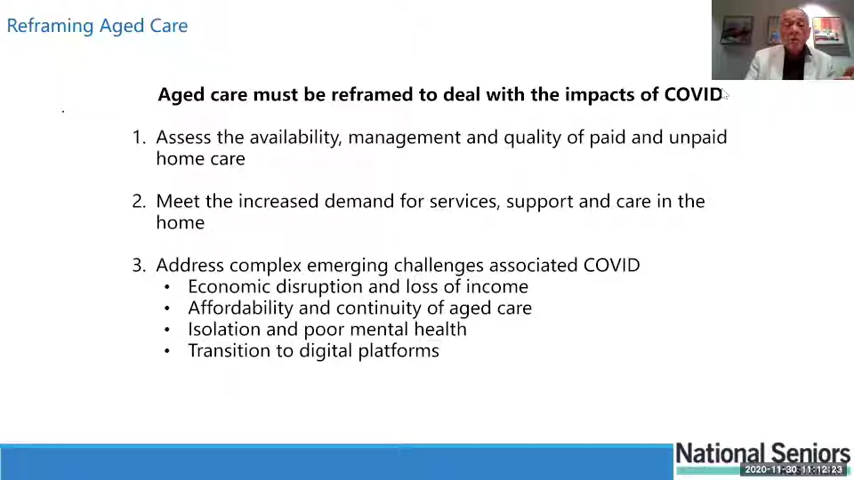 Reframing Aged Care
Aged care must be reframed to deal with the impacts of COVID
1. Assess the availability, management and quality of paid and unpaid
home care
2. Meet the increased demand for services, support and care in the
home
3. Address complex emerging challenges associated COVID
• Economic disruption and loss of income
• Affordability and continuity of aged care
• Isolation and poor mental health
• Transition to digital platforms
National Seniors
2020-11-30 11:12:23